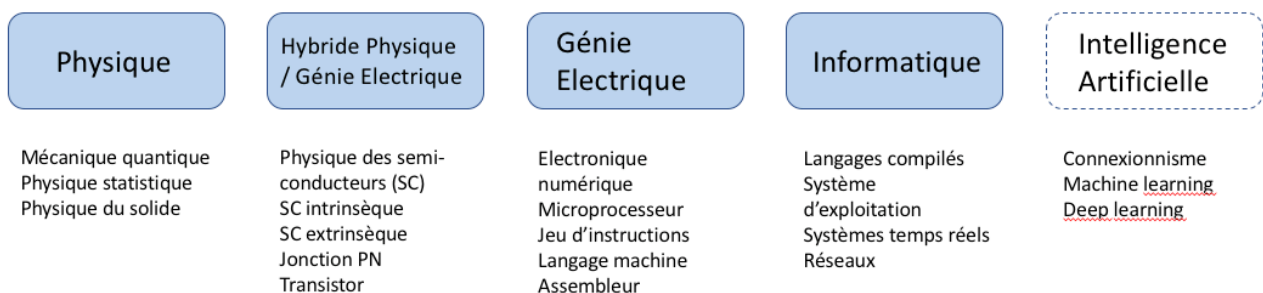 Physique
Hybride Physique
/ Génie Electrique
Génie
Electrique
Informatique
Intelligence
Artificielle
Mécanique quantique
Physique statistique
Physique du solide
Physique des semi-
conducteurs (SC)
SC intrinsèque
SC extrinsèque
Jonction PN
Transistor
Electronique
numérique
Microprocesseur
Jeu d'instructions
Langage machine
Assembleur
Langages compilés
Système
d'exploitation
Systèmes temps réels
Réseaux
Connexionnisme
Machine learning
Deep learning